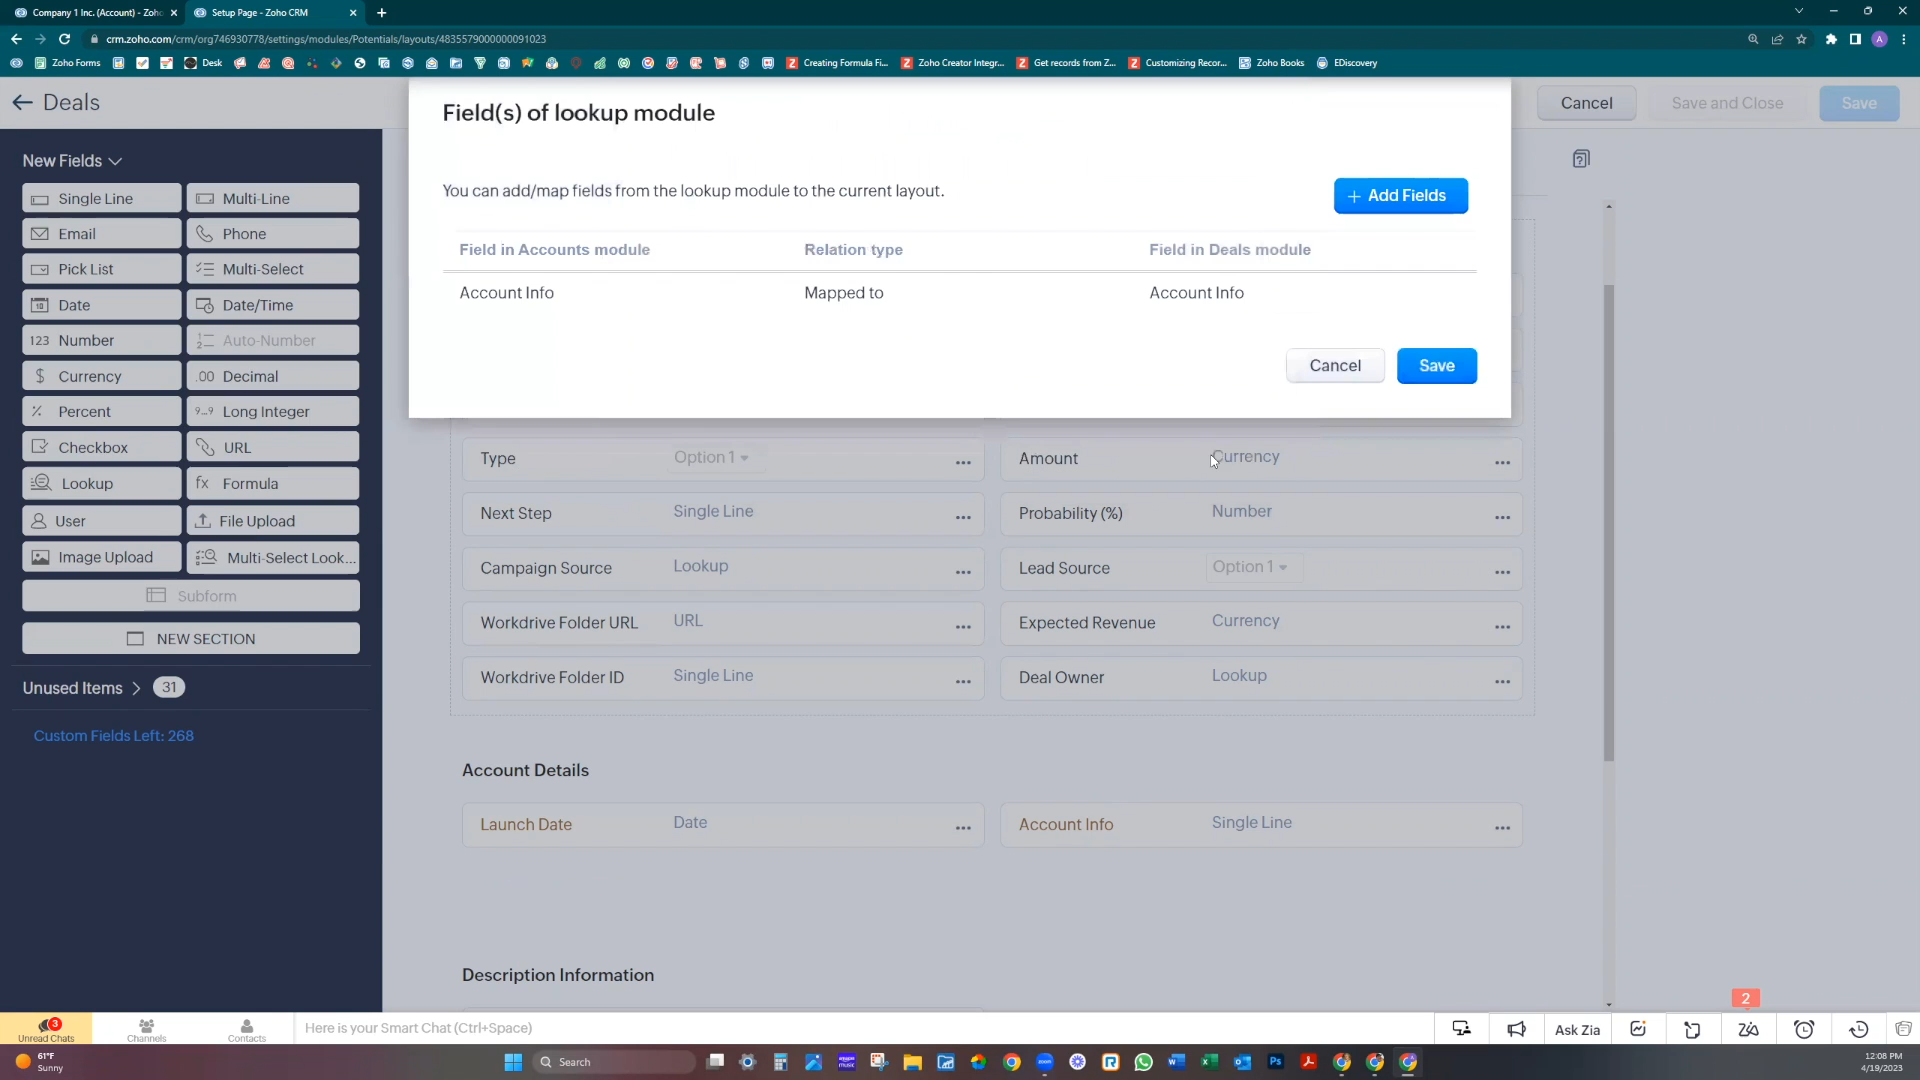 Company 1 Inc. (Account) - Zoho
Setup Page - Zoho CRM
crm.zoho.com/crm/org746930778/settings/modules/Potentials/layouts/4835579000000091023
Zoho Forms
Desk
Creating Formula Fi...
Zoho Creator Integr...
Get records from Z...
Customizing Recor...
Zoho Books
EDiscovery
Deals
Cancel
Save and Close
Save
Field(s) of lookup module
You can add/map fields from the lookup module to the current layout.
+ Add Fields
Field in Accounts module Relation type Field in Deals module
Account Info Mapped to Account Info
Cancel
Save
New Fields
Single Line
Multi-Line
Email
Phone
Pick List
Multi-Select
Date
Date/Time
123 Number
Auto-Number
$ Currency
.00 Decimal
Percent
9...9 Long Integer
Checkbox
URL
Lookup
fx Formula
User
File Upload
Image Upload
Multi-Select Look...
Subform
NEW SECTION
Unused Items 31
Custom Fields Left: 268
Type Option 1
Amount Currency
Next Step Single Line
Probability (%) Number
Campaign Source Lookup
Lead Source Option 1
Workdrive Folder URL URL
Expected Revenue Currency
Workdrive Folder ID Single Line
Deal Owner Lookup
Account Details
Launch Date Date
Account Info Single Line
Description Information
2
3
Unread Chats
Channels
Contacts
Here is your Smart Chat (Ctrl+Space)
Ask Zia
61°F
Sunny
Search
12:08 PM
4/19/2023